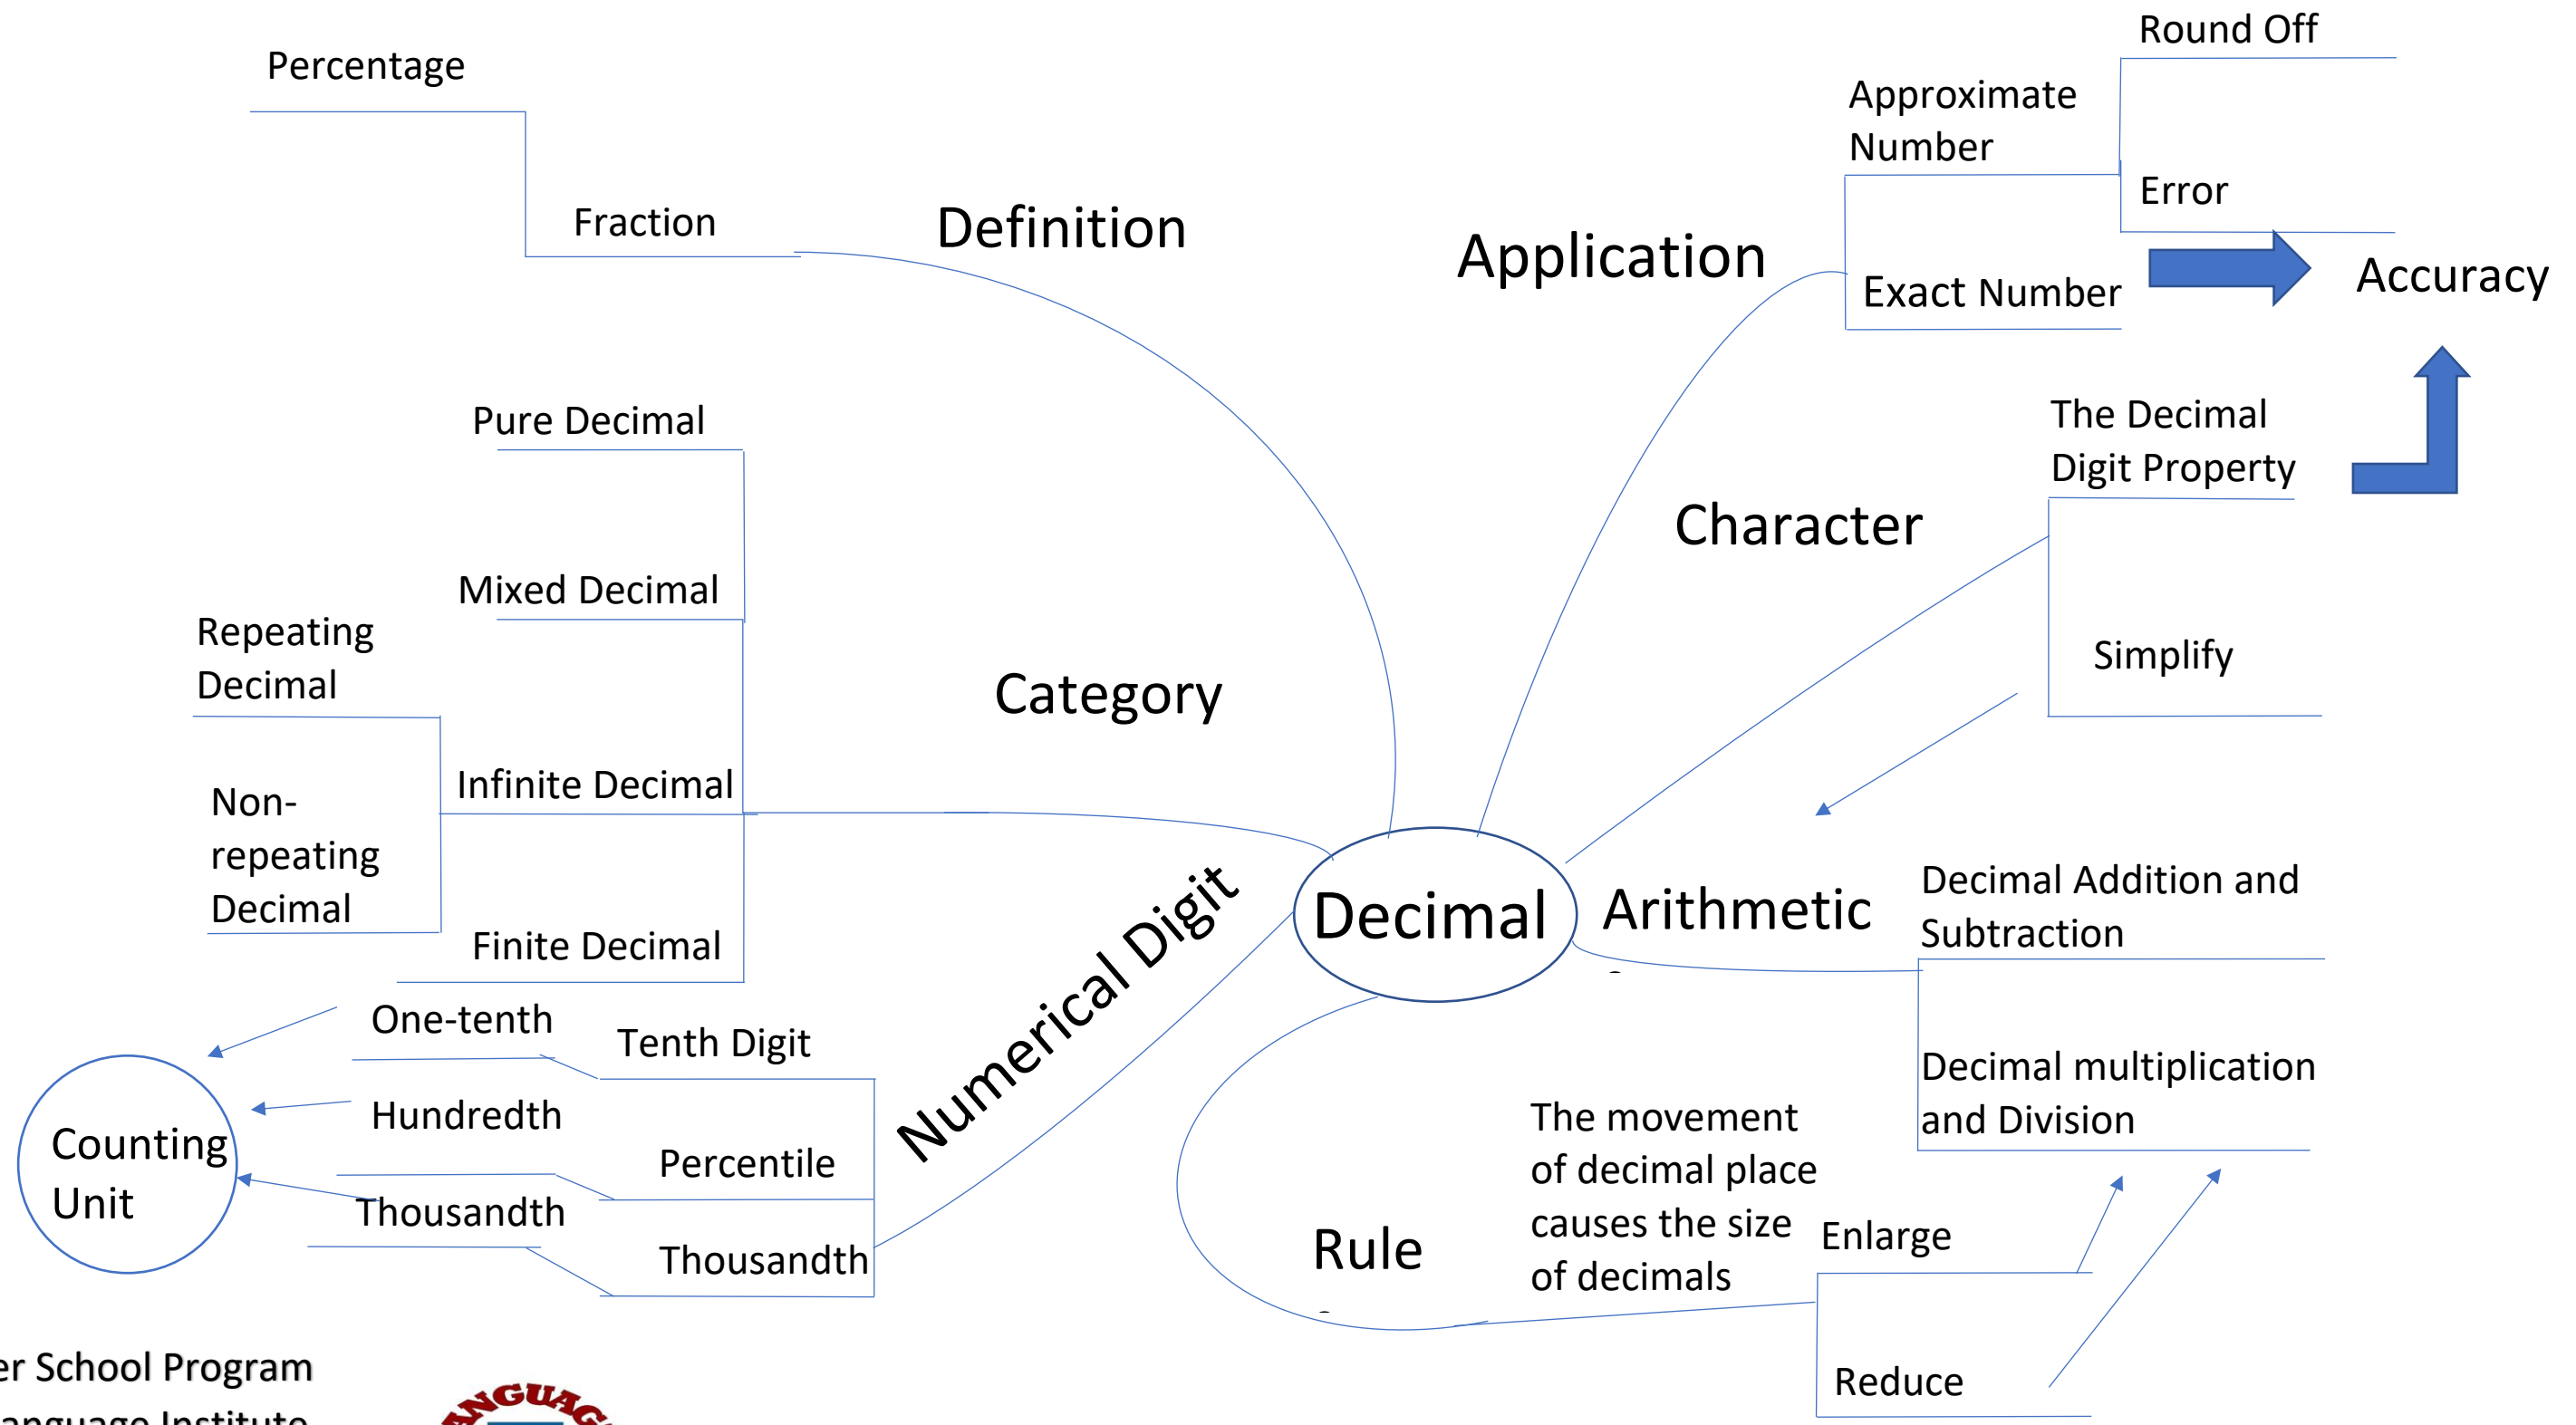 Percentage
Fraction
Definition
Pure Decimal
Mixed Decimal
Repeating
Decimal
Infinite Decimal
Non-
repeating
Decimal
Finite Decimal
Category
One-tenth
Tenth Digit
Hundredth
Percentile
Thousandth
Thousandth
Counting
Unit
Numerical Digit
Decimal
Round Off
Approximate
Number
Error
Application
Exact Number
Accuracy
The Decimal
Digit Property
Character
Simplify
Arithmetic
Decimal Addition and
Subtraction
Decimal multiplication
and Division
The movement
of decimal place
causes the size
of decimals
Rule
Enlarge
Reduce
School Program
Institute